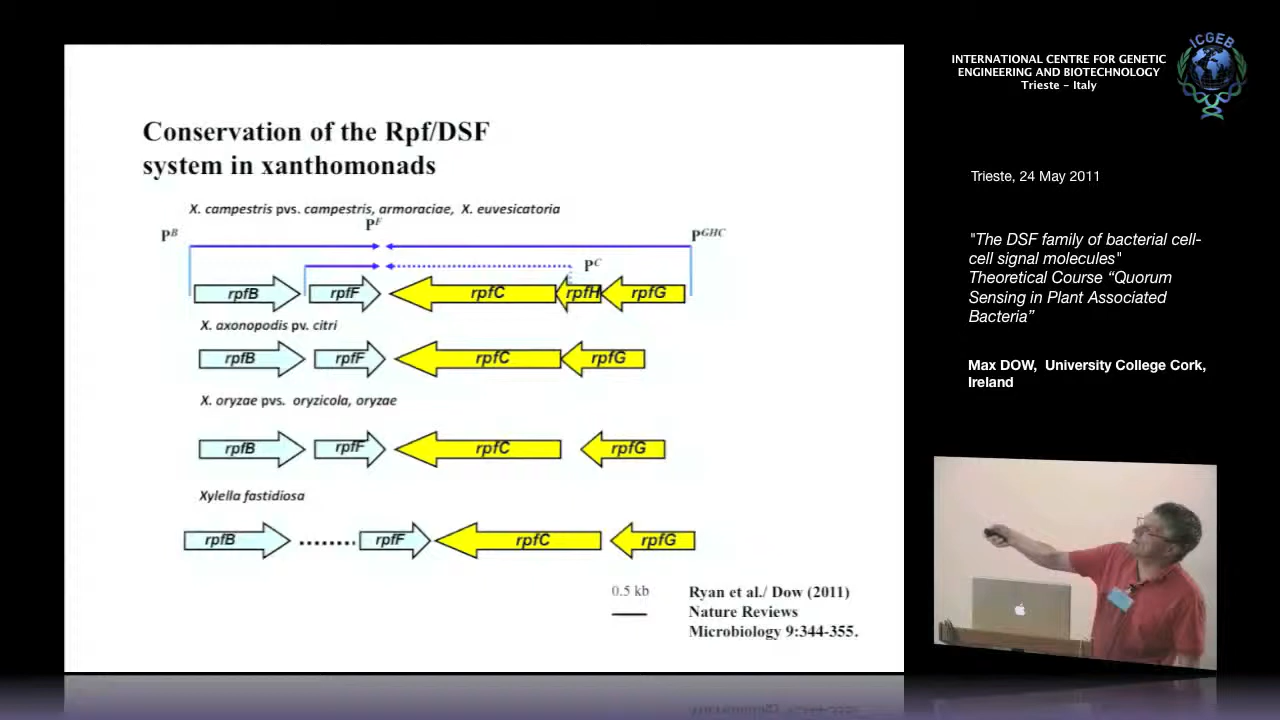 Conservation of the Rpf/DSF
system in xanthomonads
X. campestris pvs. campestris, armoraciae, X. euvesicatoria
P^B P^F P^GHC
P^C
rpfB rpfF rpfC rpfH rpfG
X. axonopodis pv. citri
rpfB rpfF rpfC rpfG
X. oryzae pvs. oryzicola, oryzae
rpfB rpfF rpfC rpfG
Xylella fastidiosa
rpfB ........ rpfF rpfC rpfG
0.5 kb
Ryan et al./ Dow (2011)
Nature Reviews
Microbiology 9:344-355.
INTERNATIONAL CENTRE FOR GENETIC
ENGINEERING AND BIOTECHNOLOGY
Trieste - Italy
ICGEB
Trieste, 24 May 2011
"The DSF family of bacterial cell-
cell signal molecules"
Theoretical Course “Quorum
Sensing in Plant Associated
Bacteria”
Max DOW, University College Cork,
Ireland